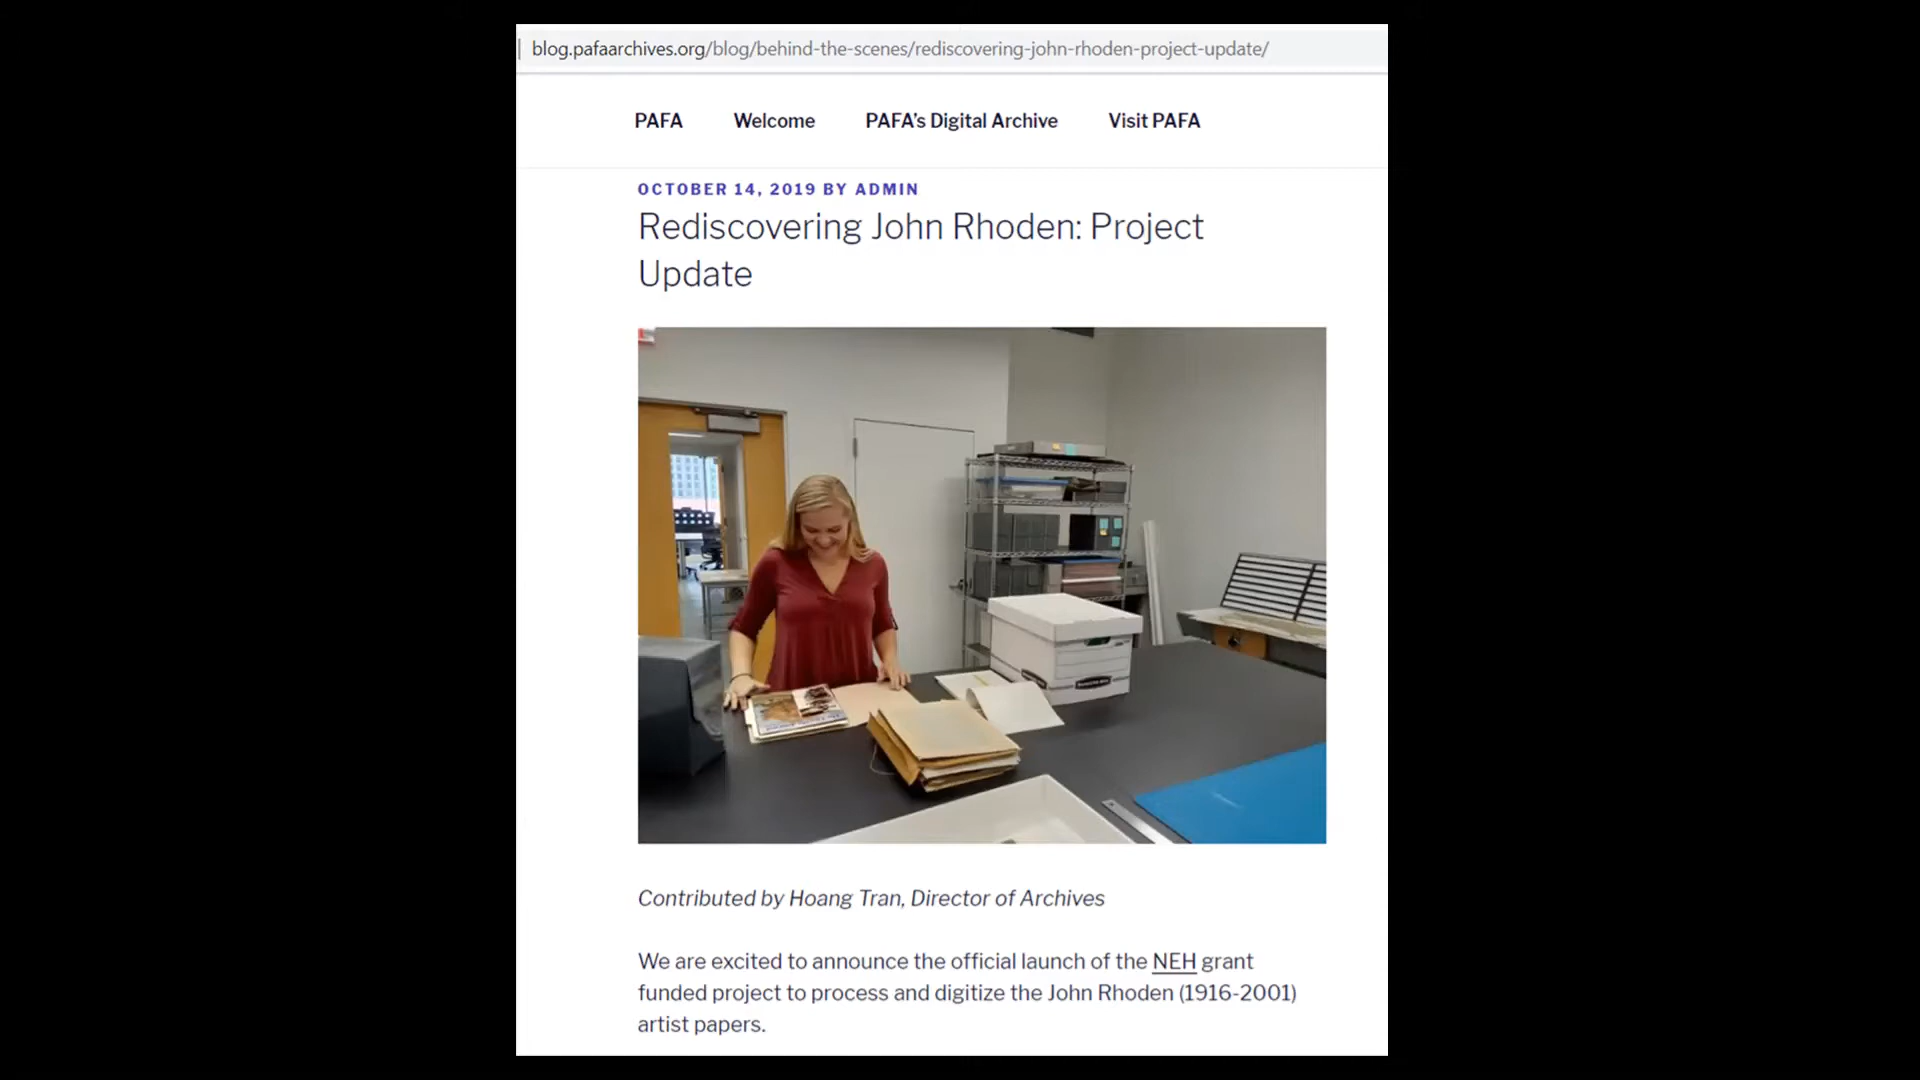 blog.pafaarchives.org/blog/behind-the-scenes/rediscovering-john-rhoden-project-update/
PAFA Welcome PAFA's Digital Archive Visit PAFA
OCTOBER 14, 2019 BY ADMIN
Rediscovering John Rhoden: Project
Update
Contributed by Hoang Tran, Director of Archives
We are excited to announce the official launch of the NEH grant
funded project to process and digitize the John Rhoden (1916-2001)
artist papers.